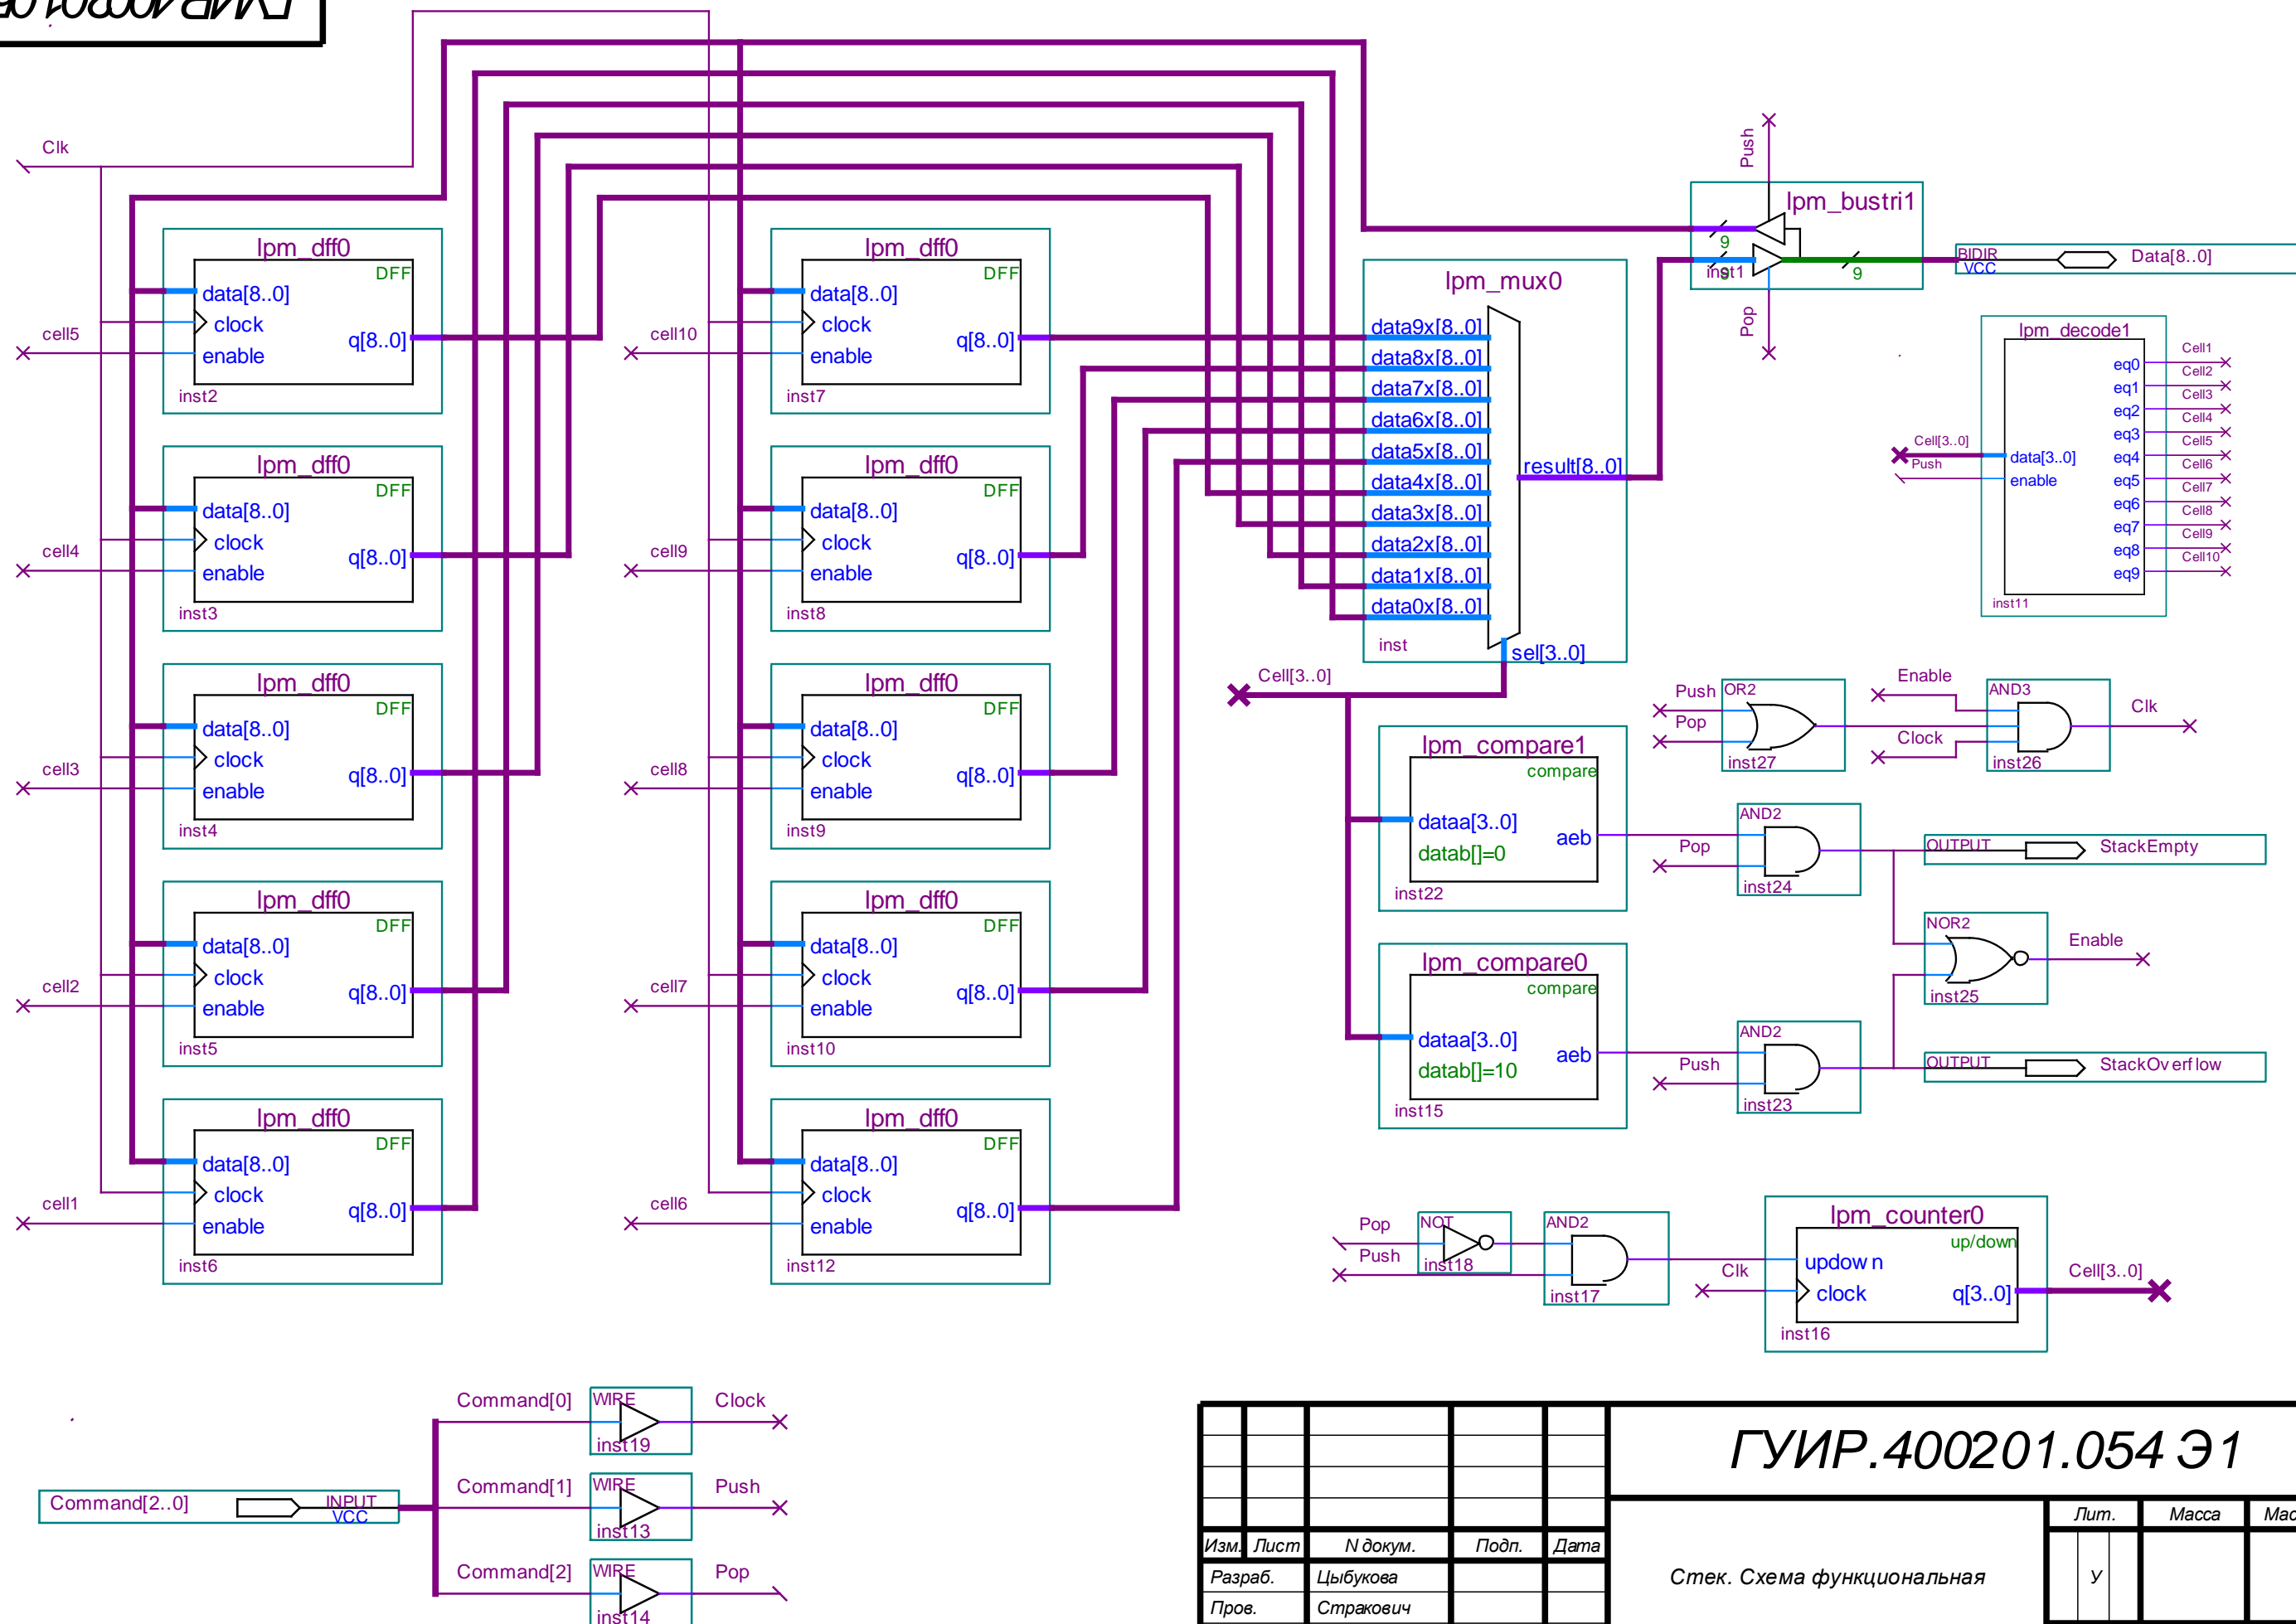 Clk
lpm_dff0
DFF
data[8..0]
clock
enable
q[8..0]
cell5
inst2
lpm_dff0
DFF
data[8..0]
clock
enable
q[8..0]
cell4
inst3
lpm_dff0
DFF
data[8..0]
clock
enable
q[8..0]
cell3
inst4
lpm_dff0
DFF
data[8..0]
clock
enable
q[8..0]
cell2
inst5
lpm_dff0
DFF
data[8..0]
clock
enable
q[8..0]
cell1
inst6
lpm_dff0
DFF
data[8..0]
clock
enable
q[8..0]
cell10
inst7
lpm_dff0
DFF
data[8..0]
clock
enable
q[8..0]
cell9
inst8
lpm_dff0
DFF
data[8..0]
clock
enable
q[8..0]
cell8
inst9
lpm_dff0
DFF
data[8..0]
clock
enable
q[8..0]
cell7
inst10
lpm_dff0
DFF
data[8..0]
clock
enable
q[8..0]
cell6
inst12
lpm_mux0
data9x[8..0]
data8x[8..0]
data7x[8..0]
data6x[8..0]
data5x[8..0]
data4x[8..0]
data3x[8..0]
data2x[8..0]
data1x[8..0]
data0x[8..0]
result[8..0]
inst
sel[3..0]
Cell[3..0]
Push
lpm_bustri1
9
9
9
inst1
Pop
BIDIR
VCC
Data[8..0]
lpm_decode1
Cell[3..0]
Push
data[3..0]
enable
eq0
eq1
eq2
eq3
eq4
eq5
eq6
eq7
eq8
eq9
Cell1
Cell2
Cell3
Cell4
Cell5
Cell6
Cell7
Cell8
Cell9
Cell10
inst11
Push
Pop
OR2
inst27
Enable
Clock
AND3
inst26
Clk
lpm_compare1
compare
dataa[3..0]
datab[]=0
aeb
inst22
Pop
AND2
inst24
OUTPUT
StackEmpty
NOR2
inst25
Enable
lpm_compare0
compare
dataa[3..0]
datab[]=10
aeb
inst15
Push
AND2
inst23
OUTPUT
StackOverflow
Pop
Push
NOT
inst18
AND2
inst17
lpm_counter0
up/down
updown
Clk
clock
q[3..0]
Cell[3..0]
inst16
Command[2..0]
INPUT
VCC
Command[0]
WIRE
inst19
Clock
Command[1]
WIRE
inst13
Push
Command[2]
WIRE
inst14
Pop
ГУИР.400201.054 Э1
Изм.
Лист
N докум.
Подп.
Дата
Разраб.
Цыбукова
Пров.
Стракович
Стек. Схема функциональная
Лит.
Масса
У